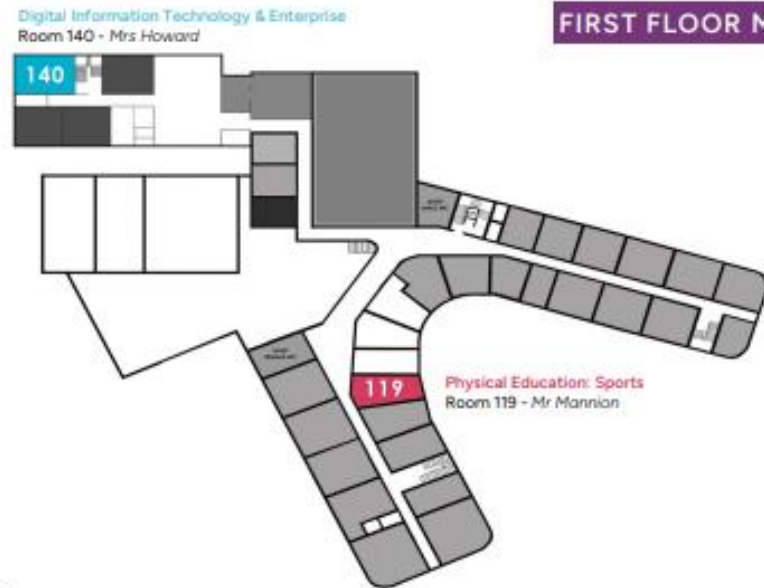 Digital Information Technology & Enterprise
Room 140 - Mrs Howard
FIRST FLOOR M
140
119
Physical Education: Sports
Room 119 - Mr Mannion